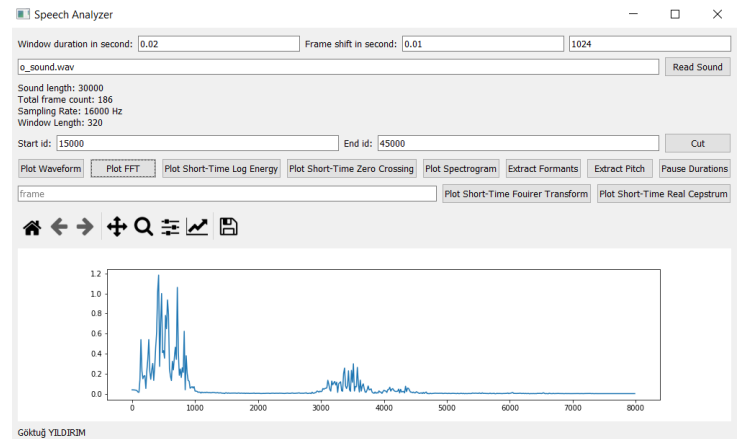 Speech Analyzer
Window duration in second: 0.02 Frame shift in second: 0.01 1024
o_sound.wav Read Sound
Sound length: 30000
Total frame count: 186
Sampling Rate: 16000 Hz
Window Length: 320
Start id: 15000 End id: 45000 Cut
Plot Waveform Plot FFT Plot Short-Time Log Energy Plot Short-Time Zero Crossing Plot Spectrogram Extract Formants Extract Pitch Pause Durations
frame Plot Short-Time Fouirer Transform Plot Short-Time Real Cepstrum
1.2
1.0
0.8
0.6
0.4
0.2
0.0
0 1000 2000 3000 4000 5000 6000 7000 8000
Göktuğ YILDIRIM